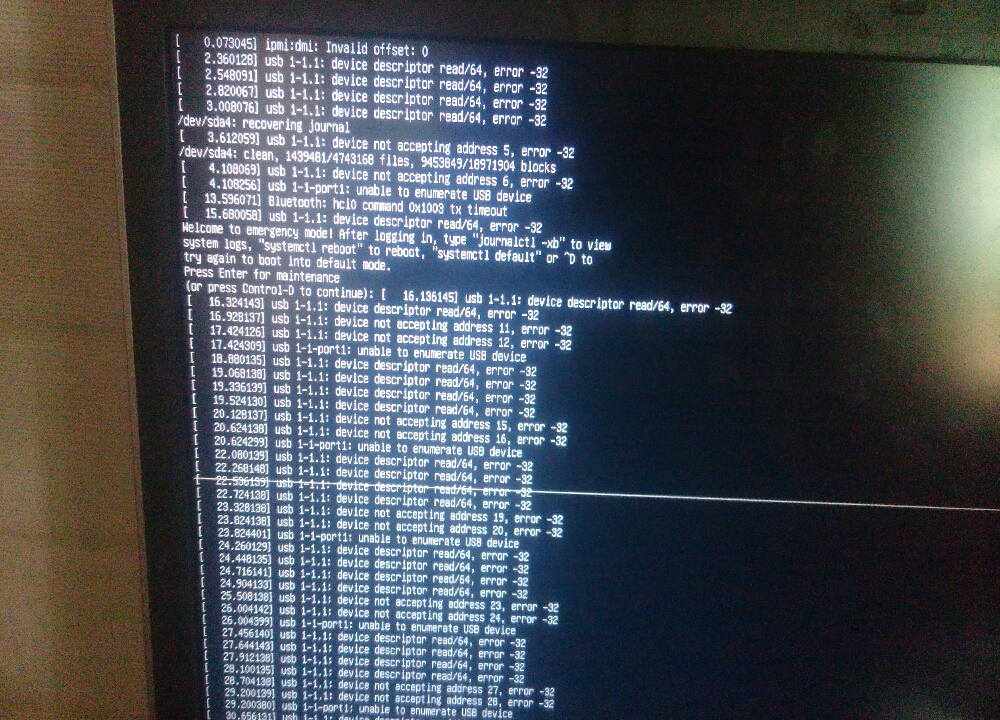 [    0.073045] ipmi:dmi: Invalid offset: 0
[    2.360128] usb 1-1.1: device descriptor read/64, error -32
[    2.548091] usb 1-1.1: device descriptor read/64, error -32
[    2.820067] usb 1-1.1: device descriptor read/64, error -32
[    3.008076] usb 1-1.1: device descriptor read/64, error -32
/dev/sda4: recovering journal
[    3.612059] usb 1-1.1: device not accepting address 5, error -32
/dev/sda4: clean, 1439481/4743168 files, 9453849/18971904 blocks
[    4.108069] usb 1-1.1: device not accepting address 6, error -32
[    4.108256] usb 1-1-port1: unable to enumerate USB device
[   13.596071] Bluetooth: hci0 command 0x1003 tx timeout
[   15.680058] usb 1-1.1: device descriptor read/64, error -32
Welcome to emergency mode! After logging in, type "journalctl -xb" to view
system logs, "systemctl reboot" to reboot, "systemctl default" or ^D to
try again to boot into default mode.
Press Enter for maintenance
(or press Control-D to continue): [   16.136145] usb 1-1.1: device descriptor read/64, error -32
[   16.324143] usb 1-1.1: device descriptor read/64, error -32
[   16.928137] usb 1-1.1: device not accepting address 11, error -32
[   17.424126] usb 1-1.1: device not accepting address 12, error -32
[   17.424309] usb 1-1-port1: unable to enumerate USB device
[   18.880135] usb 1-1.1: device descriptor read/64, error -32
[   19.068138] usb 1-1.1: device descriptor read/64, error -32
[   19.336139] usb 1-1.1: device descriptor read/64, error -32
[   19.524130] usb 1-1.1: device descriptor read/64, error -32
[   20.128137] usb 1-1.1: device not accepting address 15, error -32
[   20.624138] usb 1-1.1: device not accepting address 16, error -32
[   20.624299] usb 1-1-port1: unable to enumerate USB device
[   22.080139] usb 1-1.1: device descriptor read/64, error -32
[   22.268148] usb 1-1.1: device descriptor read/64, error -32
[   22.536139] usb 1-1.1: device descriptor read/64, error -32
[   22.724138] usb 1-1.1: device descriptor read/64, error -32
[   23.328138] usb 1-1.1: device not accepting address 19, error -32
[   23.824138] usb 1-1.1: device not accepting address 20, error -32
[   23.824401] usb 1-1-port1: unable to enumerate USB device
[   24.260129] usb 1-1.1: device descriptor read/64, error -32
[   24.448135] usb 1-1.1: device descriptor read/64, error -32
[   24.716141] usb 1-1.1: device descriptor read/64, error -32
[   24.904133] usb 1-1.1: device descriptor read/64, error -32
[   25.508138] usb 1-1.1: device not accepting address 23, error -32
[   26.004142] usb 1-1.1: device not accepting address 24, error -32
[   26.004399] usb 1-1-port1: unable to enumerate USB device
[   27.456140] usb 1-1.1: device descriptor read/64, error -32
[   27.644143] usb 1-1.1: device descriptor read/64, error -32
[   27.912138] usb 1-1.1: device descriptor read/64, error -32
[   28.100135] usb 1-1.1: device descriptor read/64, error -32
[   28.704138] usb 1-1.1: device not accepting address 27, error -32
[   29.200139] usb 1-1.1: device not accepting address 28, error -32
[   29.200380] usb 1-1-port1: unable to enumerate USB device
[   30.656131] usb 1-1.1: device descriptor read/64, error -32